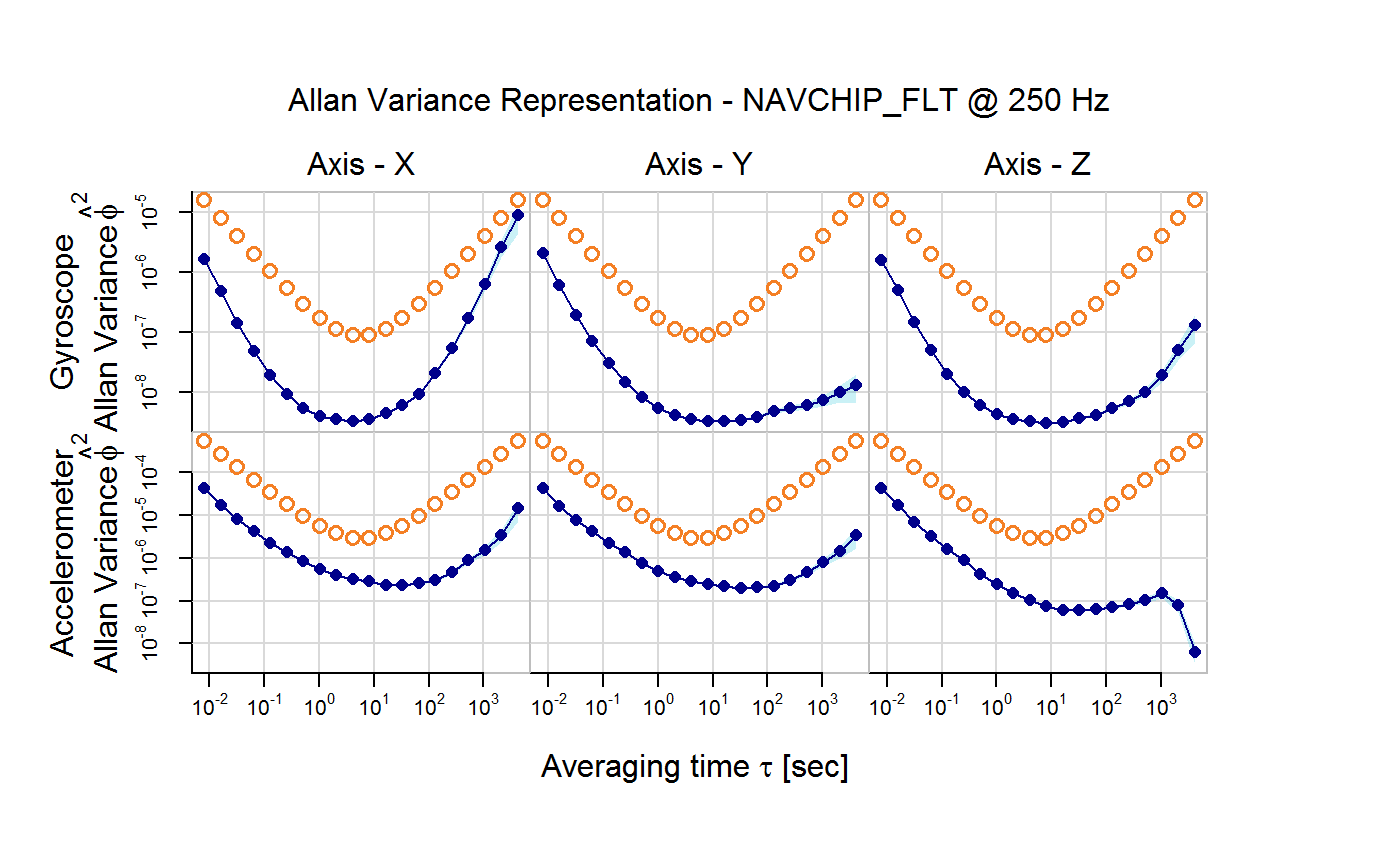 Allan Variance Representation - NAVCHIP_FLT @ 250 Hz
Axis - X Axis - Y Axis - Z
Gyroscope
Allan Variance ϕ̂²
10⁻⁵
10⁻⁶
10⁻⁷
10⁻⁸
Accelerometer
Allan Variance ϕ̂²
10⁻⁴
10⁻⁵
10⁻⁶
10⁻⁷
10⁻⁸
10⁻² 10⁻¹ 10⁰ 10¹ 10² 10³ 10⁻² 10⁻¹ 10⁰ 10¹ 10² 10³ 10⁻² 10⁻¹ 10⁰ 10¹ 10² 10³
Averaging time τ [sec]